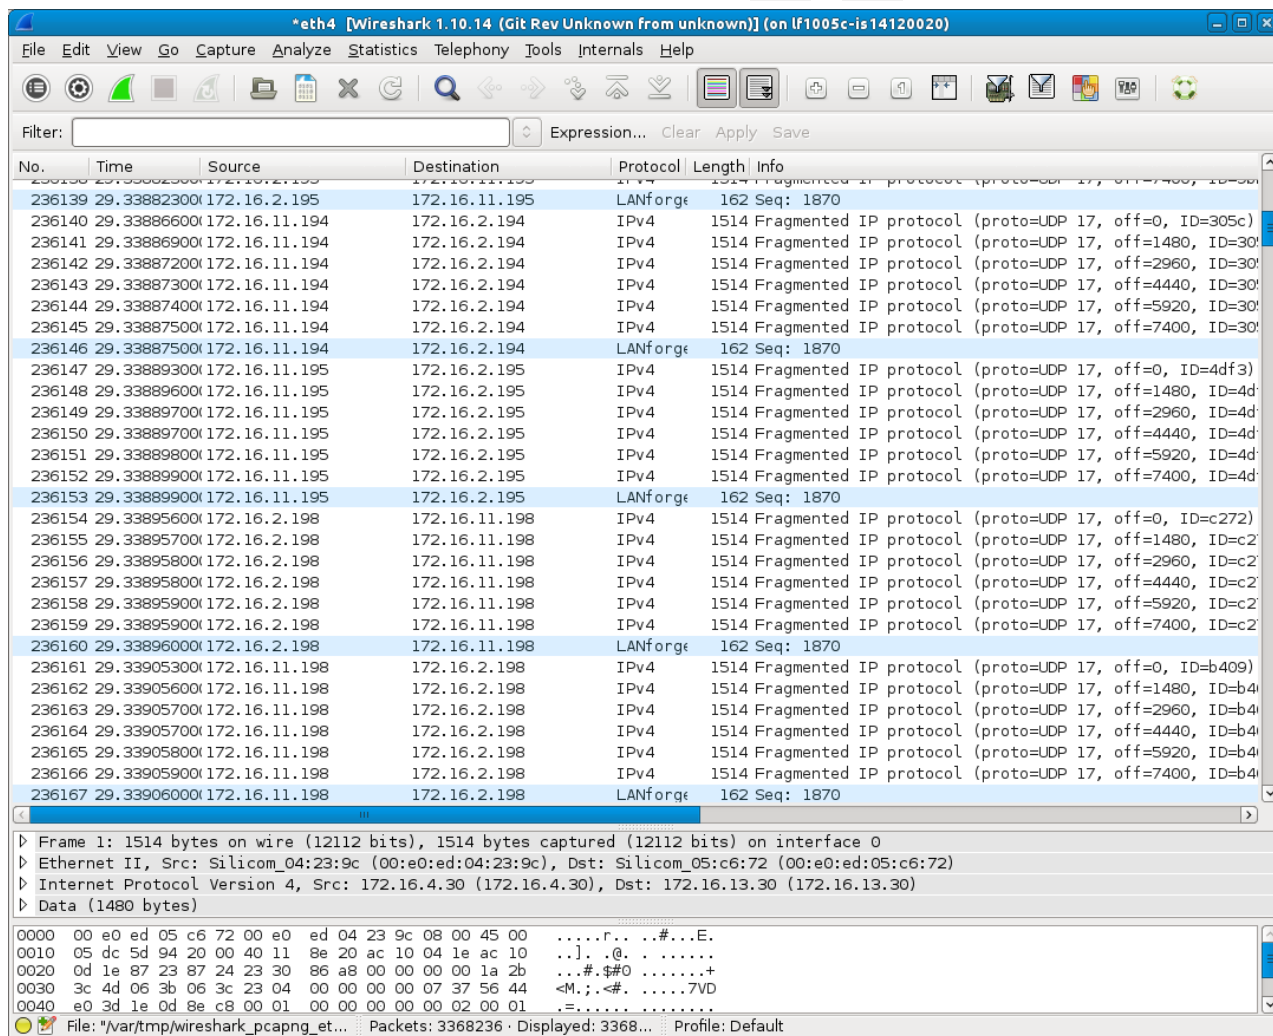 *eth4 [Wireshark 1.10.14 (Git Rev Unknown from unknown)] (on lf1005c-is14120020)
File Edit View Go Capture Analyze Statistics Telephony Tools Internals Help
Filter: Expression... Clear Apply Save
No. Time Source Destination Protocol Length Info
236139 29.33882300( 172.16.2.195 172.16.11.195 LANforge 162 Seq: 1870
236140 29.33886600( 172.16.11.194 172.16.2.194 IPv4 1514 Fragmented IP protocol (proto=UDP 17, off=0, ID=305c)
236141 29.33886900( 172.16.11.194 172.16.2.194 IPv4 1514 Fragmented IP protocol (proto=UDP 17, off=1480, ID=305
236142 29.33887200( 172.16.11.194 172.16.2.194 IPv4 1514 Fragmented IP protocol (proto=UDP 17, off=2960, ID=305
236143 29.33887300( 172.16.11.194 172.16.2.194 IPv4 1514 Fragmented IP protocol (proto=UDP 17, off=4440, ID=305
236144 29.33887400( 172.16.11.194 172.16.2.194 IPv4 1514 Fragmented IP protocol (proto=UDP 17, off=5920, ID=305
236145 29.33887500( 172.16.11.194 172.16.2.194 IPv4 1514 Fragmented IP protocol (proto=UDP 17, off=7400, ID=305
236146 29.33887500( 172.16.11.194 172.16.2.194 LANforge 162 Seq: 1870
236147 29.33889300( 172.16.11.195 172.16.2.195 IPv4 1514 Fragmented IP protocol (proto=UDP 17, off=0, ID=4df3)
236148 29.33889600( 172.16.11.195 172.16.2.195 IPv4 1514 Fragmented IP protocol (proto=UDP 17, off=1480, ID=4d
236149 29.33889700( 172.16.11.195 172.16.2.195 IPv4 1514 Fragmented IP protocol (proto=UDP 17, off=2960, ID=4d
236150 29.33889700( 172.16.11.195 172.16.2.195 IPv4 1514 Fragmented IP protocol (proto=UDP 17, off=4440, ID=4d
236151 29.33889800( 172.16.11.195 172.16.2.195 IPv4 1514 Fragmented IP protocol (proto=UDP 17, off=5920, ID=4d
236152 29.33889900( 172.16.11.195 172.16.2.195 IPv4 1514 Fragmented IP protocol (proto=UDP 17, off=7400, ID=4d
236153 29.33889900( 172.16.11.195 172.16.2.195 LANforge 162 Seq: 1870
236154 29.33895600( 172.16.2.198 172.16.11.198 IPv4 1514 Fragmented IP protocol (proto=UDP 17, off=0, ID=c272)
236155 29.33895700( 172.16.2.198 172.16.11.198 IPv4 1514 Fragmented IP protocol (proto=UDP 17, off=1480, ID=c2
236156 29.33895800( 172.16.2.198 172.16.11.198 IPv4 1514 Fragmented IP protocol (proto=UDP 17, off=2960, ID=c2
236157 29.33895800( 172.16.2.198 172.16.11.198 IPv4 1514 Fragmented IP protocol (proto=UDP 17, off=4440, ID=c2
236158 29.33895900( 172.16.2.198 172.16.11.198 IPv4 1514 Fragmented IP protocol (proto=UDP 17, off=5920, ID=c2
236159 29.33895900( 172.16.2.198 172.16.11.198 IPv4 1514 Fragmented IP protocol (proto=UDP 17, off=7400, ID=c2
236160 29.33896000( 172.16.2.198 172.16.11.198 LANforge 162 Seq: 1870
236161 29.33905300( 172.16.11.198 172.16.2.198 IPv4 1514 Fragmented IP protocol (proto=UDP 17, off=0, ID=b409)
236162 29.33905600( 172.16.11.198 172.16.2.198 IPv4 1514 Fragmented IP protocol (proto=UDP 17, off=1480, ID=b4
236163 29.33905700( 172.16.11.198 172.16.2.198 IPv4 1514 Fragmented IP protocol (proto=UDP 17, off=2960, ID=b4
236164 29.33905700( 172.16.11.198 172.16.2.198 IPv4 1514 Fragmented IP protocol (proto=UDP 17, off=4440, ID=b4
236165 29.33905800( 172.16.11.198 172.16.2.198 IPv4 1514 Fragmented IP protocol (proto=UDP 17, off=5920, ID=b4
236166 29.33905900( 172.16.11.198 172.16.2.198 IPv4 1514 Fragmented IP protocol (proto=UDP 17, off=7400, ID=b4
236167 29.33906000( 172.16.11.198 172.16.2.198 LANforge 162 Seq: 1870
Frame 1: 1514 bytes on wire (12112 bits), 1514 bytes captured (12112 bits) on interface 0
Ethernet II, Src: Silicom_04:23:9c (00:e0:ed:04:23:9c), Dst: Silicom_05:c6:72 (00:e0:ed:05:c6:72)
Internet Protocol Version 4, Src: 172.16.4.30 (172.16.4.30), Dst: 172.16.13.30 (172.16.13.30)
Data (1480 bytes)
0000 00 e0 ed 05 c6 72 00 e0 ed 04 23 9c 08 00 45 00 .....r.. ..#...E.
0010 05 dc 5d 94 20 00 40 11 8e 20 ac 10 04 1e ac 10 ..]. .@. . ......
0020 0d 1e 87 23 87 24 23 30 86 a8 00 00 00 00 1a 2b ...#.$#0 .......+
0030 3c 4d 06 3b 06 3c 23 04 00 00 00 00 07 37 56 44 <M.;.<#. .....7VD
0040 e0 3d 1e 0d 8e c8 00 01 00 00 00 00 00 02 00 01 .=...... ........
File: "/var/tmp/wireshark_pcapng_et... Packets: 3368236 · Displayed: 3368... Profile: Default